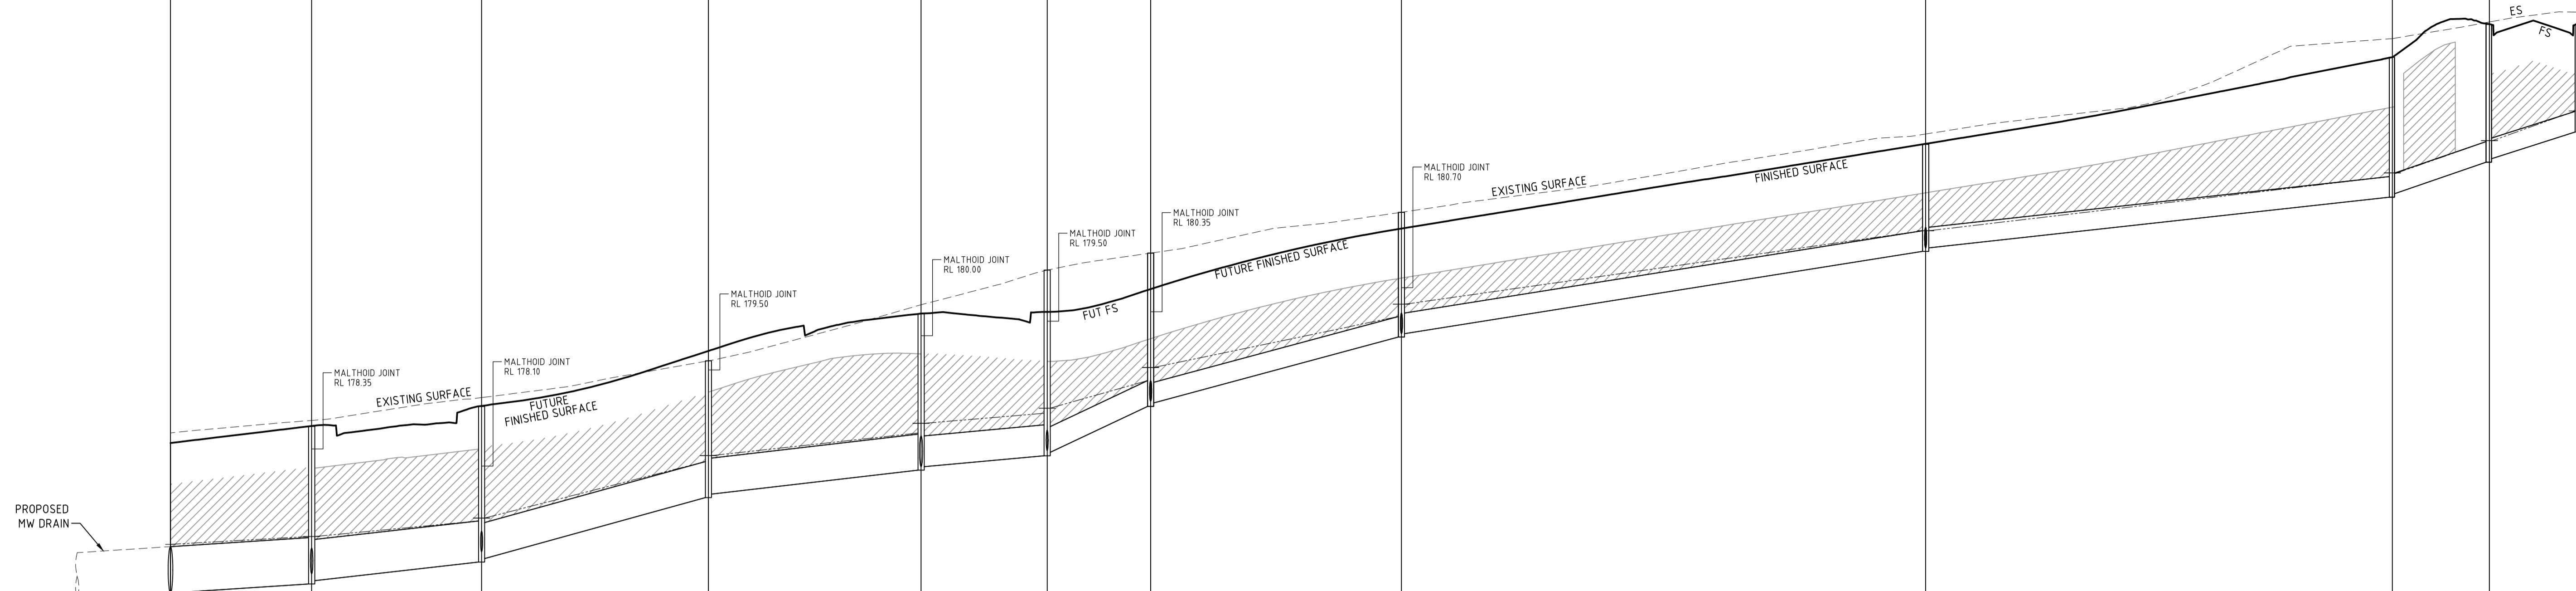 ES
FS
MALTHOID JOINT
RL 180.70
EXISTING SURFACE
FINISHED SURFACE
MALTHOID JOINT
RL 180.35
MALTHOID JOINT
RL 179.50
FUTURE FINISHED SURFACE
MALTHOID JOINT
RL 180.00
MALTHOID JOINT
RL 179.50
FUT FS
MALTHOID JOINT
RL 178.10
MALTHOID JOINT
RL 178.35
EXISTING SURFACE
FUTURE
FINISHED SURFACE
PROPOSED
MW DRAIN